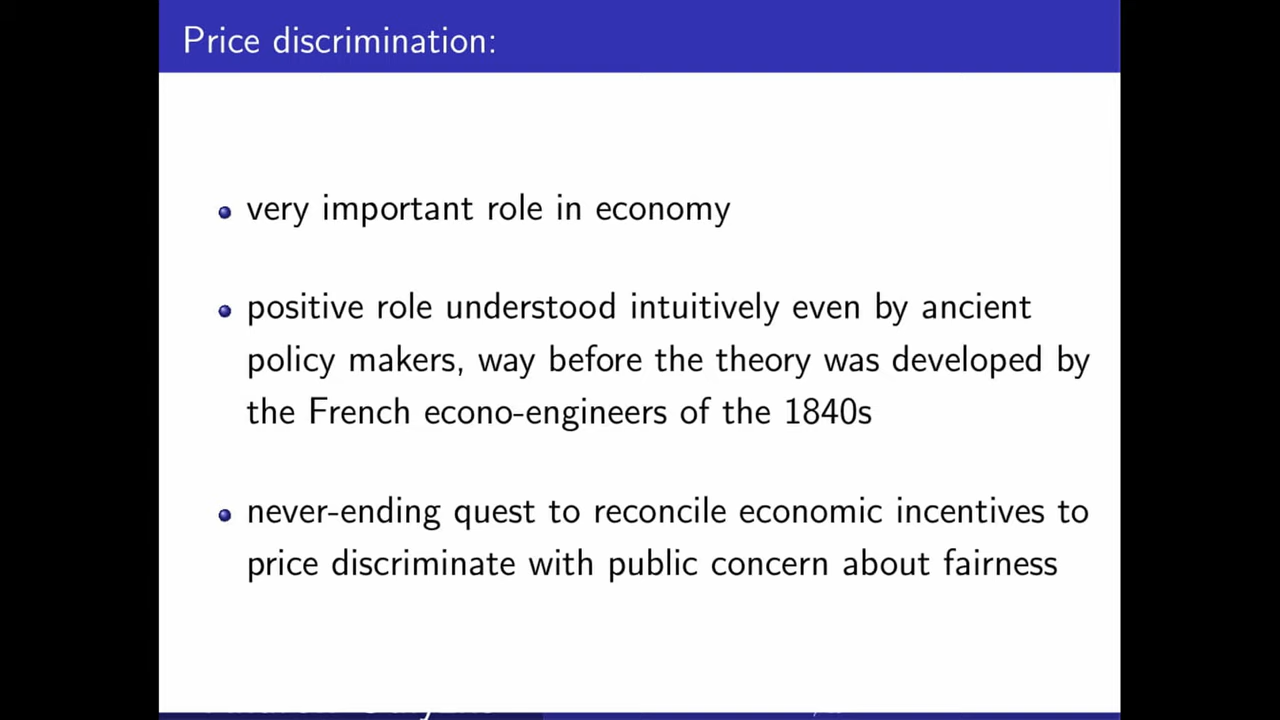 Price discrimination:
very important role in economy
positive role understood intuitively even by ancient
policy makers, way before the theory was developed by
the French econo-engineers of the 1840s
never-ending quest to reconcile economic incentives to
price discriminate with public concern about fairness